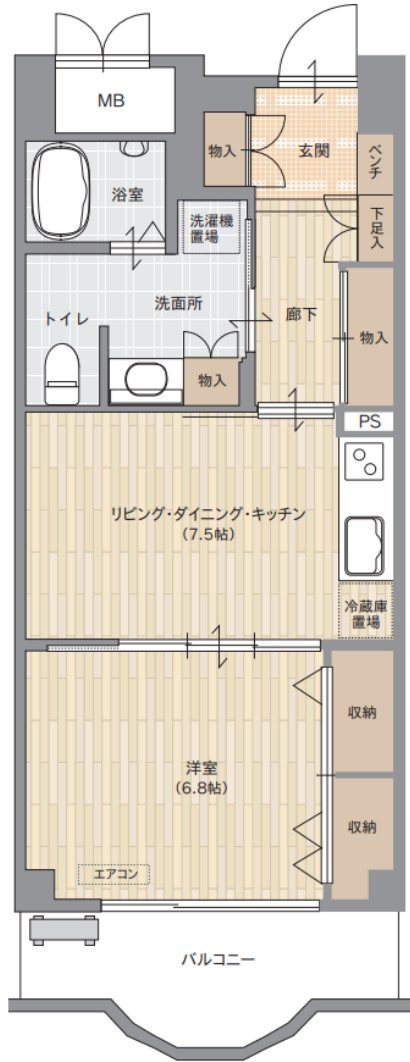 MB
物入
玄関
ベンチ
浴室
洗濯機
置場
下足入
トイレ
洗面所
廊下
物入
物入
PS
リビング・ダイニング・キッチン
(7.5帖)
冷蔵庫
置場
洋室
(6.8帖)
収納
収納
エアコン
バルコニー